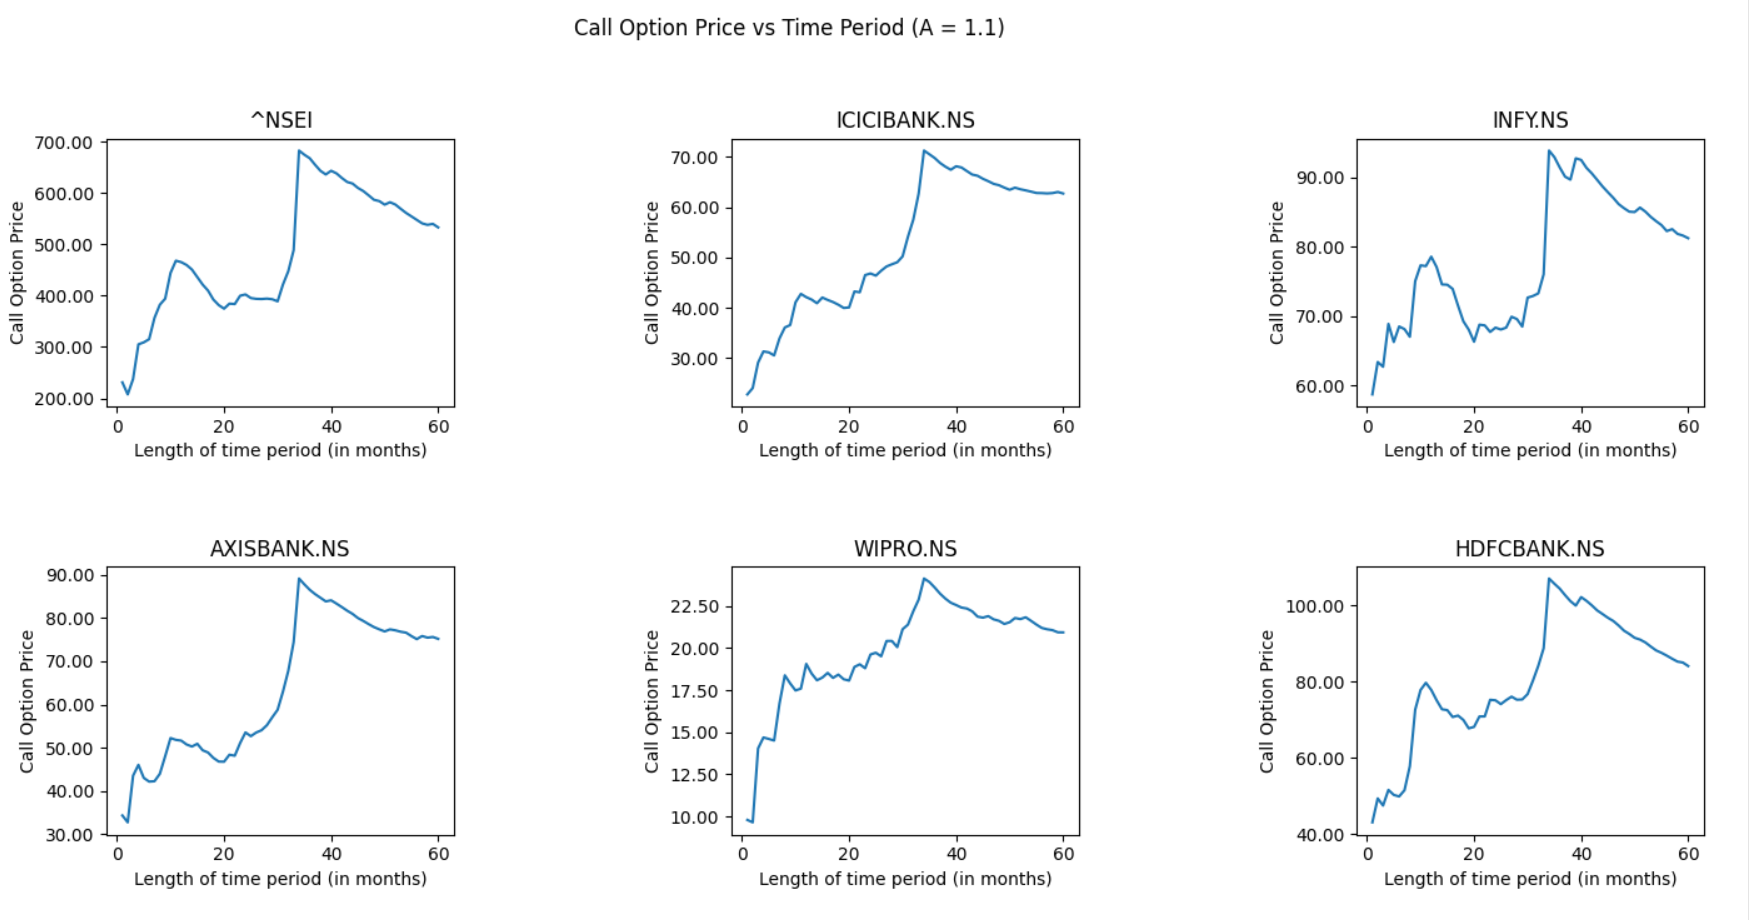 Call Option Price vs Time Period (A = 1.1)
^NSEI
700.00
600.00
500.00
400.00
300.00
200.00
Call Option Price
0 20 40 60
Length of time period (in months)
ICICIBANK.NS
70.00
60.00
50.00
40.00
30.00
Call Option Price
0 20 40 60
Length of time period (in months)
INFY.NS
90.00
80.00
70.00
60.00
Call Option Price
0 20 40 60
Length of time period (in months)
AXISBANK.NS
90.00
80.00
70.00
60.00
50.00
40.00
30.00
Call Option Price
0 20 40 60
Length of time period (in months)
WIPRO.NS
22.50
20.00
17.50
15.00
12.50
10.00
Call Option Price
0 20 40 60
Length of time period (in months)
HDFCBANK.NS
100.00
80.00
60.00
40.00
Call Option Price
0 20 40 60
Length of time period (in months)